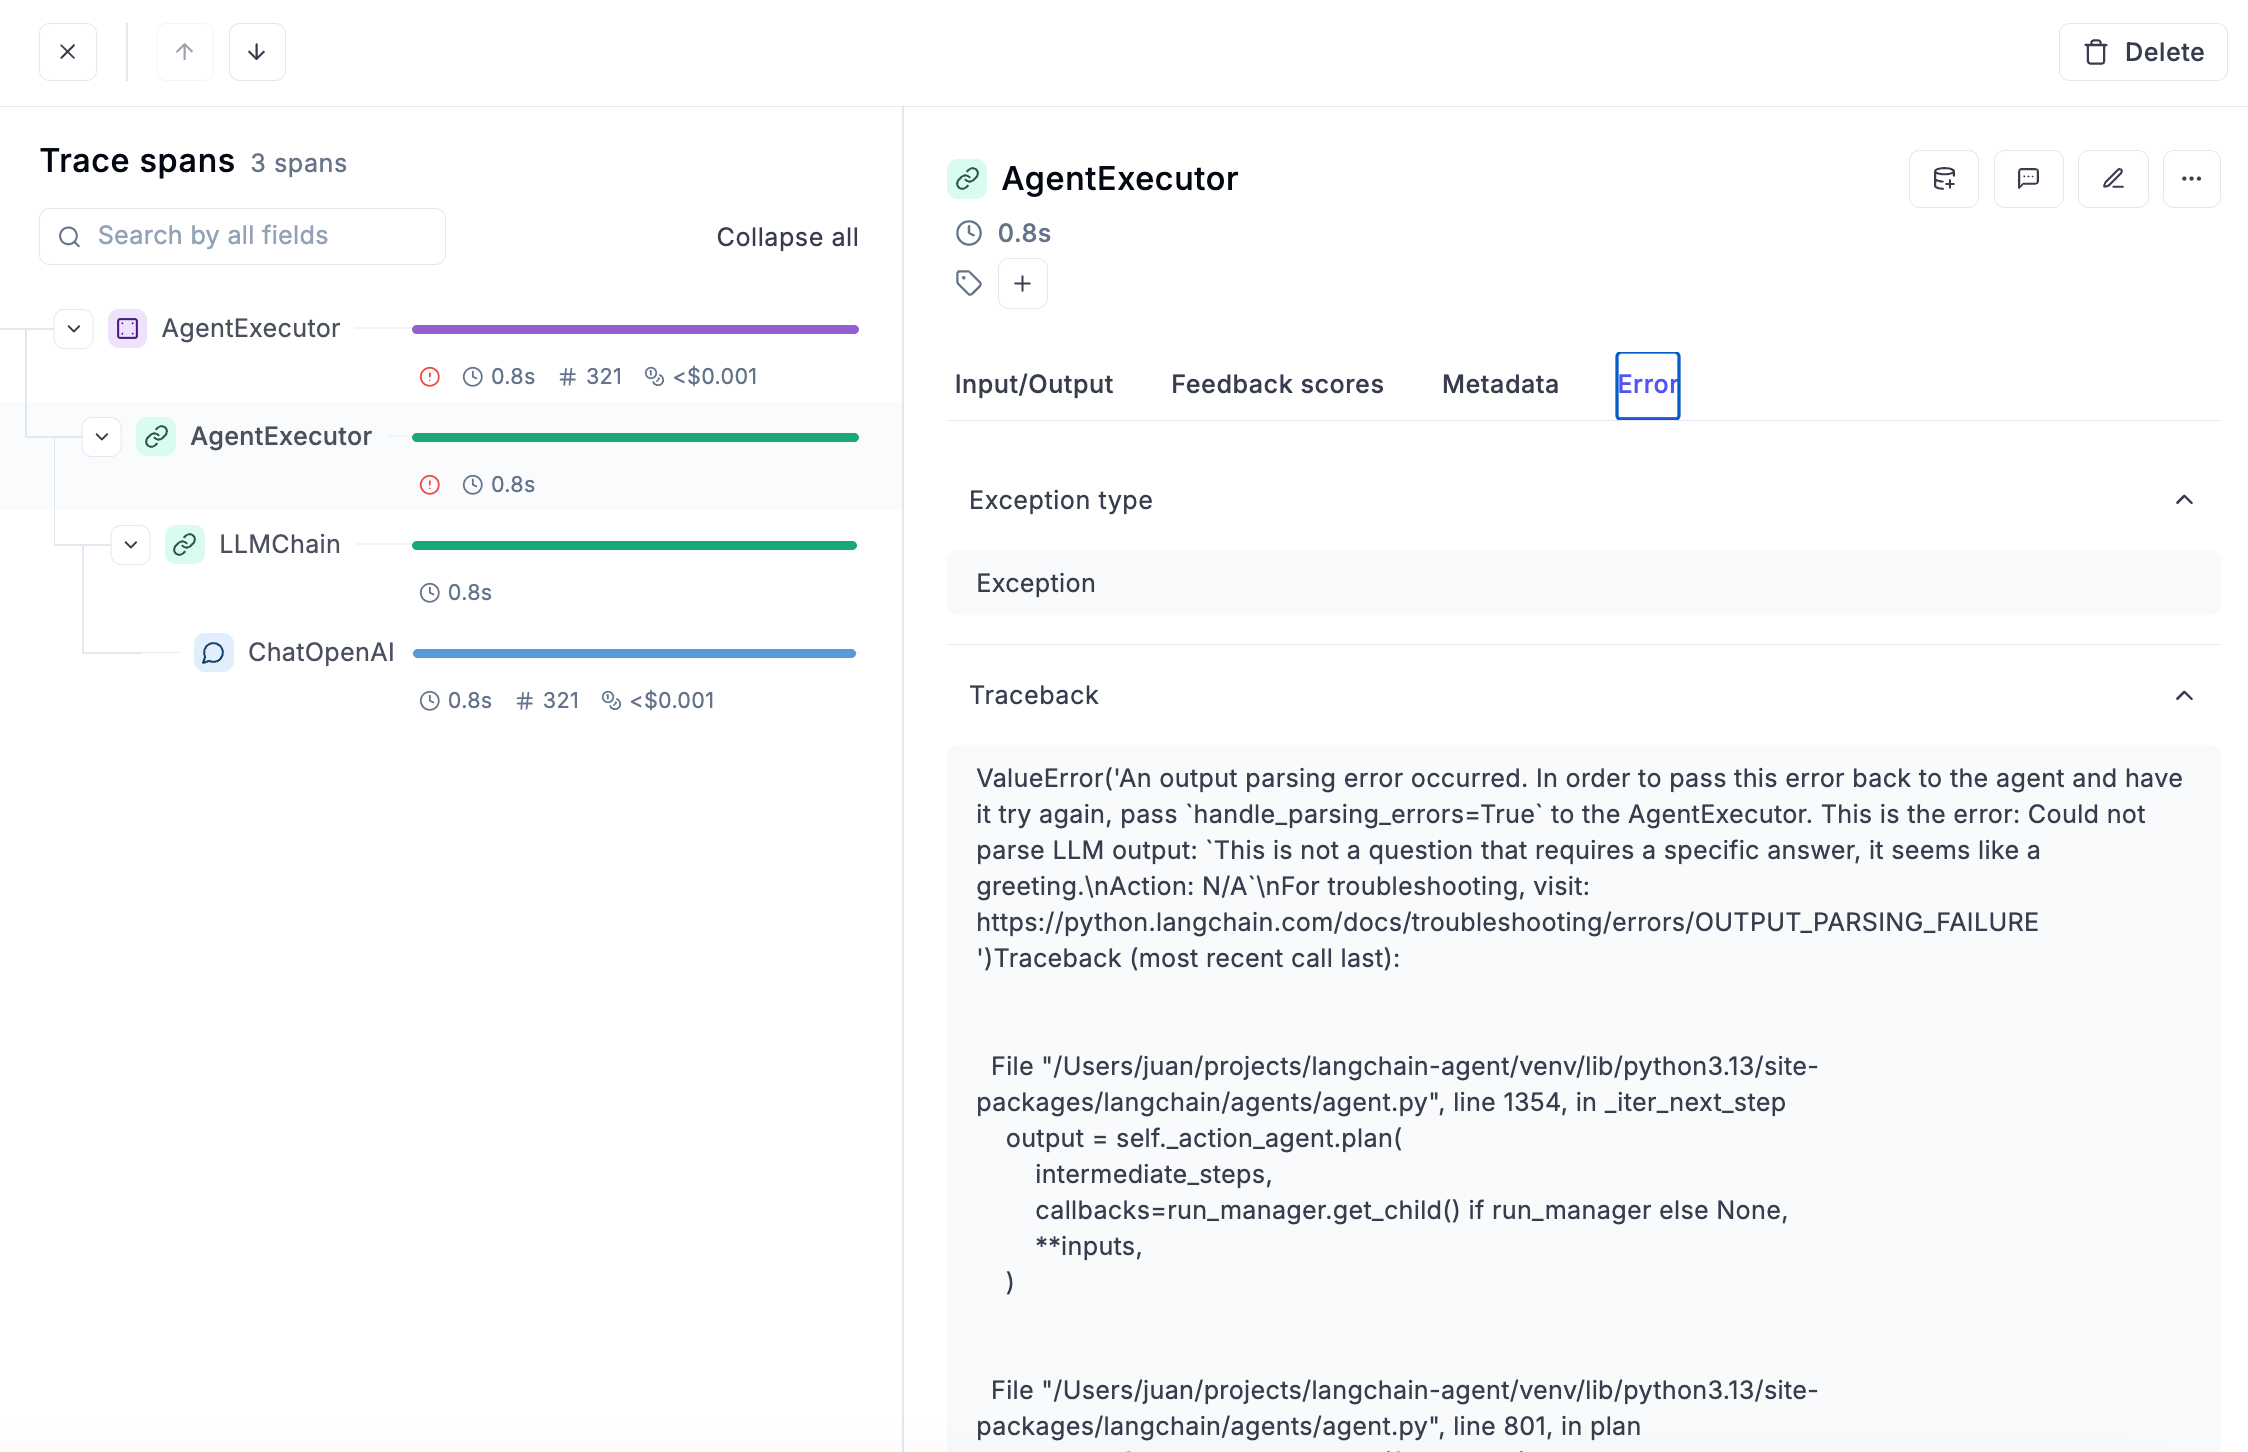 Delete
Trace spans 3 spans
Search by all fields
Collapse all
AgentExecutor
0.8s 321 <$0.001
AgentExecutor
0.8s
LLMChain
0.8s
ChatOpenAI
0.8s 321 <$0.001
AgentExecutor
0.8s
Input/Output Feedback scores Metadata Error
Exception type
Exception
Traceback
ValueError('An output parsing error occurred. In order to pass this error back to the agent and have
it try again, pass `handle_parsing_errors=True` to the AgentExecutor. This is the error: Could not
parse LLM output: `This is not a question that requires a specific answer, it seems like a
greeting.\nAction: N/A`\nFor troubleshooting, visit:
https://python.langchain.com/docs/troubleshooting/errors/OUTPUT_PARSING_FAILURE
')Traceback (most recent call last):
File "/Users/juan/projects/langchain-agent/venv/lib/python3.13/site-
packages/langchain/agents/agent.py", line 1354, in _iter_next_step
output = self._action_agent.plan(
intermediate_steps,
callbacks=run_manager.get_child() if run_manager else None,
**inputs,
)
File "/Users/juan/projects/langchain-agent/venv/lib/python3.13/site-
packages/langchain/agents/agent.py", line 801, in plan